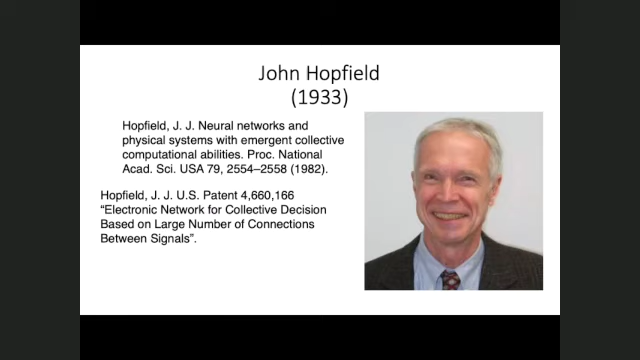 John Hopfield
(1933)
Hopfield, J. J. Neural networks and
physical systems with emergent collective
computational abilities. Proc. National
Acad. Sci. USA 79, 2554–2558 (1982).
Hopfield, J. J. U.S. Patent 4,660,166
“Electronic Network for Collective Decision
Based on Large Number of Connections
Between Signals”.